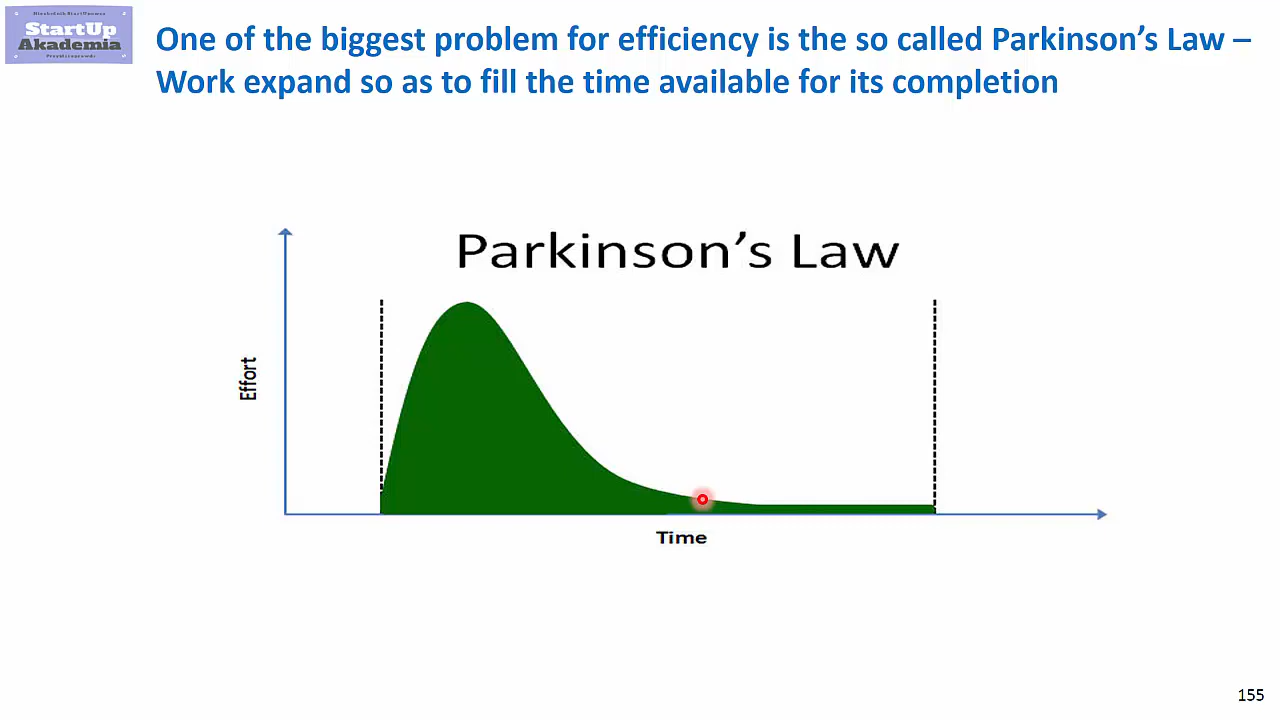 StartUp
Akademia
One of the biggest problem for efficiency is the so called Parkinson's Law –
Work expand so as to fill the time available for its completion
Parkinson's Law
Effort
Time
155